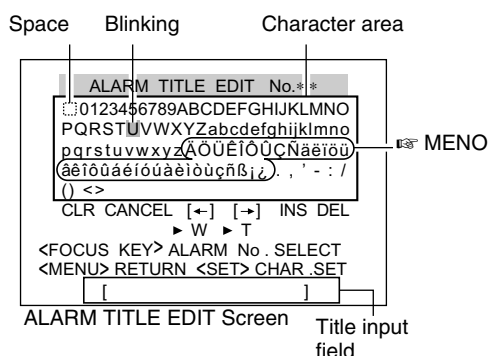 Space Blinking Character area
ALARM TITLE EDIT No.**
0123456789ABCDEFGHIJKLMNO
PQRSTUVWXYZabcdefghijklmno
pqrstuvwxyzÄÖÜÊÎÔÛÇÑäëïöü
☞ MENO
âêîôûáéíóúàèìòùçñß¡¿. , ' - : /
() <>
CLR CANCEL [←] [→] INS DEL
► W ► T
<FOCUS KEY> ALARM No . SELECT
<MENU> RETURN <SET> CHAR .SET
[ ]
ALARM TITLE EDIT Screen
Title input
field